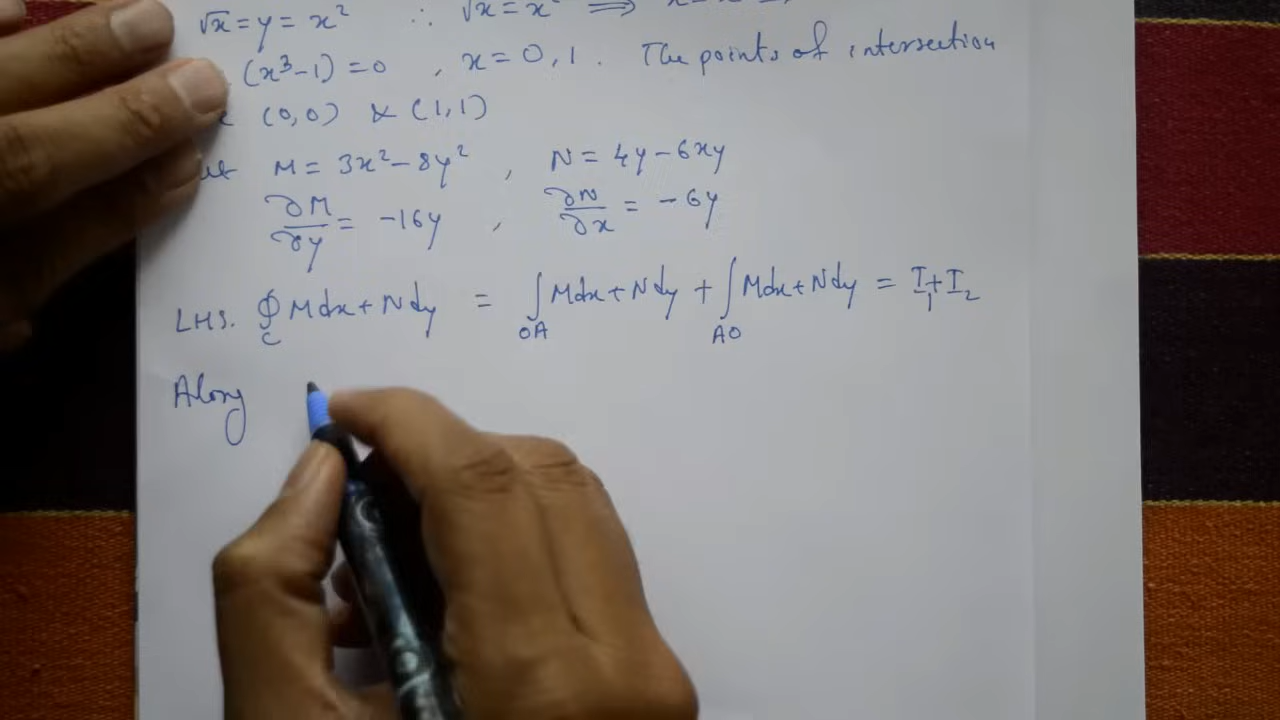 √x = y = x² ∴ √x = x² ⟹
(x³-1) = 0 , x = 0, 1. The points of intersection
(0,0) & (1,1)
M = 3x² - 8y² , N = 4y - 6xy
∂M/∂y = -16y , ∂N/∂x = -6y
LHS. ∮_C Mdx + Ndy = ∫_OA Mdx + Ndy + ∫_AO Mdx + Ndy = I₁ + I₂
Along